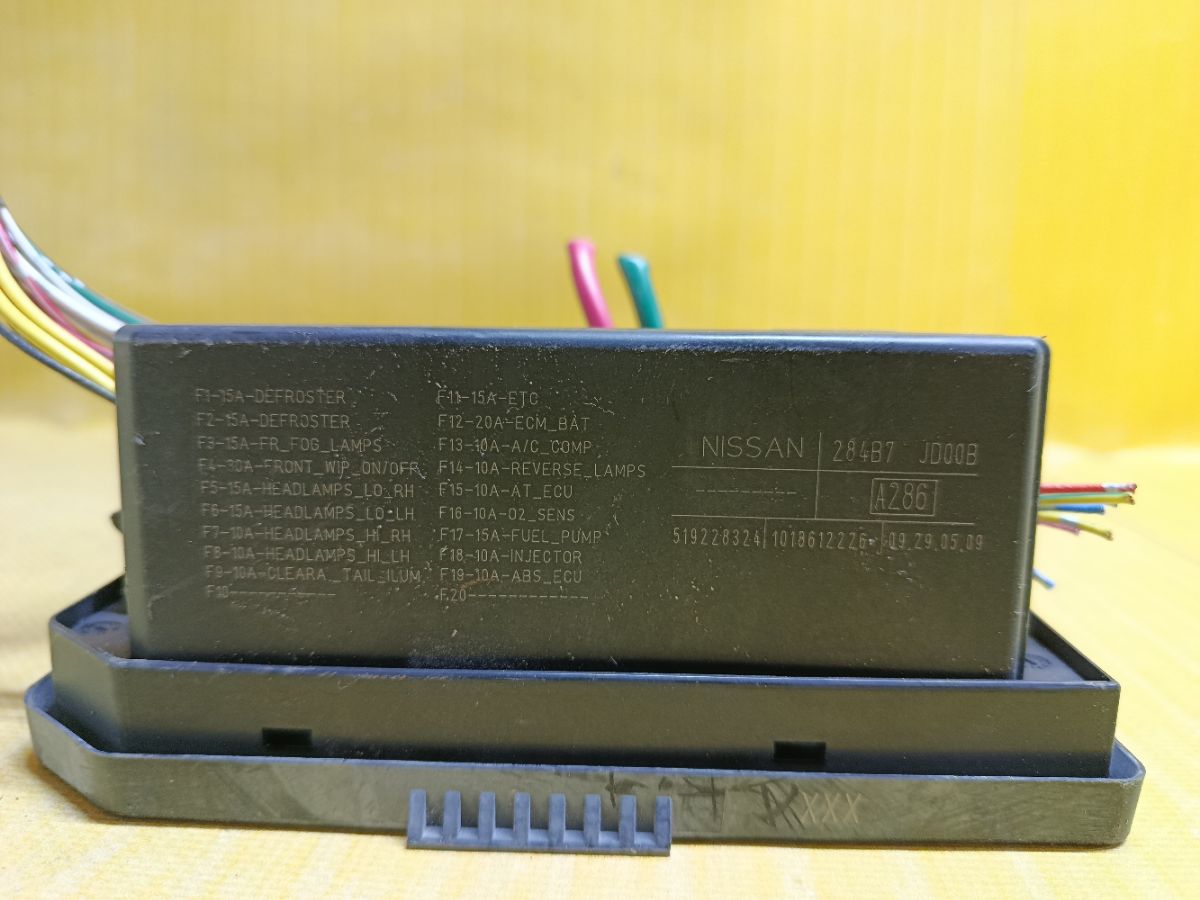 F1-15A-DEFROSTER
F2-15A-DEFROSTER
F3-15A-FR_FOG_LAMPS
F4-30A-FRONT_WIP_ON/OFF
F5-15A-HEADLAMPS_LO_RH
F6-15A-HEADLAMPS_LO_LH
F7-10A-HEADLAMPS_HI_RH
F8-10A-HEADLAMPS_HI_LH
F9-10A-CLEARA._TAIL_ILUM
F10------------
F11-15A-ETC
F12-20A-ECM_BAT
F13-10A-A/C_COMP
F14-10A-REVERSE_LAMPS
F15-10A-AT_ECU
F16-10A-O2_SENS
F17-15A-FUEL_PUMP
F18-10A-INJECTOR
F19-10A-ABS_ECU
F20------------
NISSAN 284B7 JD00B
--------- A286
519228324 1018612226- 09.29.05.09
XXX